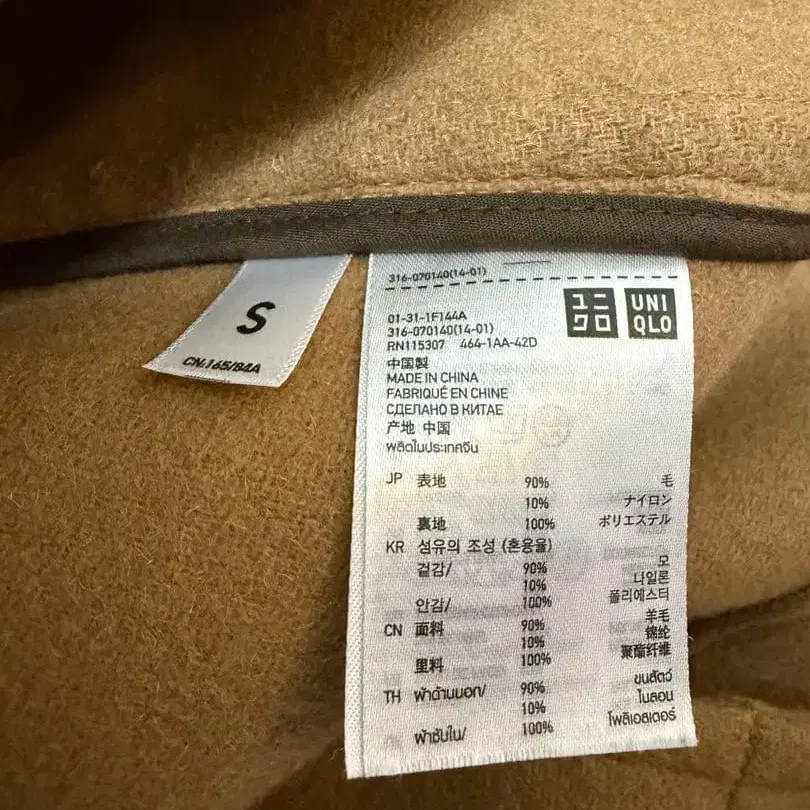 S
CN:165/84A
316-070140(14-01)
01-31-1F144A
316-070140(14-01)
RN115307 464-1AA-42D
ユニ
クロ
UNI
QLO
中国製
MADE IN CHINA
FABRIQUÉ EN CHINE
СДЕЛАНО В КИТАЕ
产地 中国
ผลิตในประเทศจีน
JP 表地 90% 毛
10% ナイロン
裏地 100% ポリエステル
KR 섬유의 조성 (혼용율)
겉감/ 90% 모
10% 나일론
안감/ 100% 폴리에스터
CN 面料 90% 羊毛
10% 锦纶
里料 100% 聚酯纤维
TH ผ้าด้านนอก/ 90% ขนสัตว์
10% ไนลอน
ผ้าซับใน/ 100% โพลีเอสเตอร์